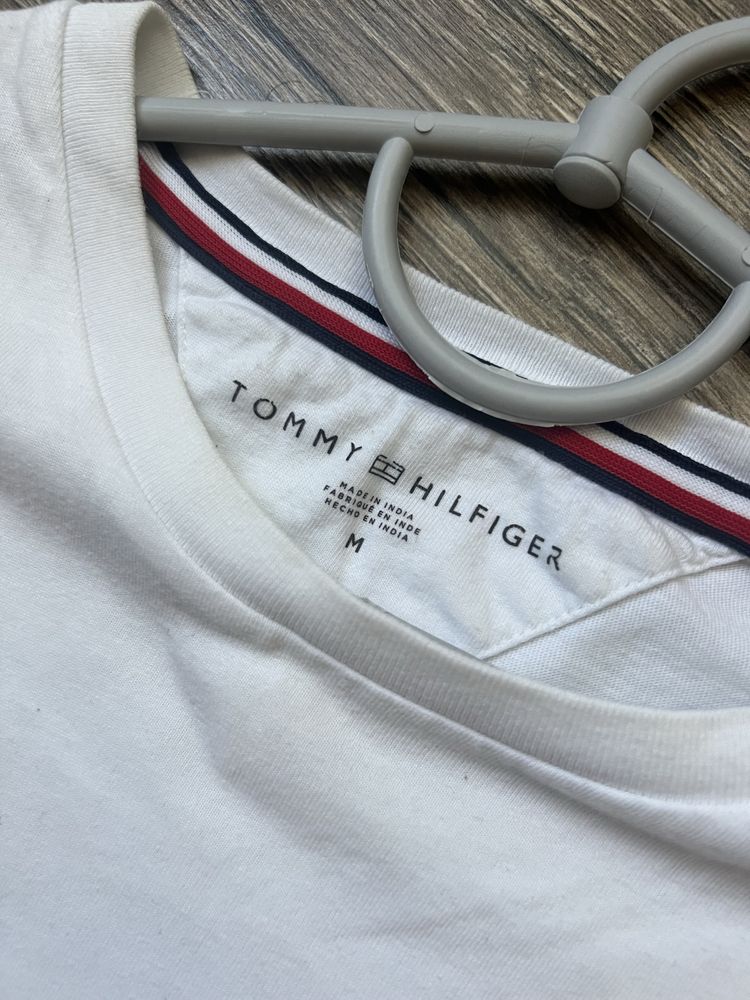 TOMMY HILFIGER
MADE IN INDIA
FABRIQUÉ EN INDE
HECHO EN INDIA
M